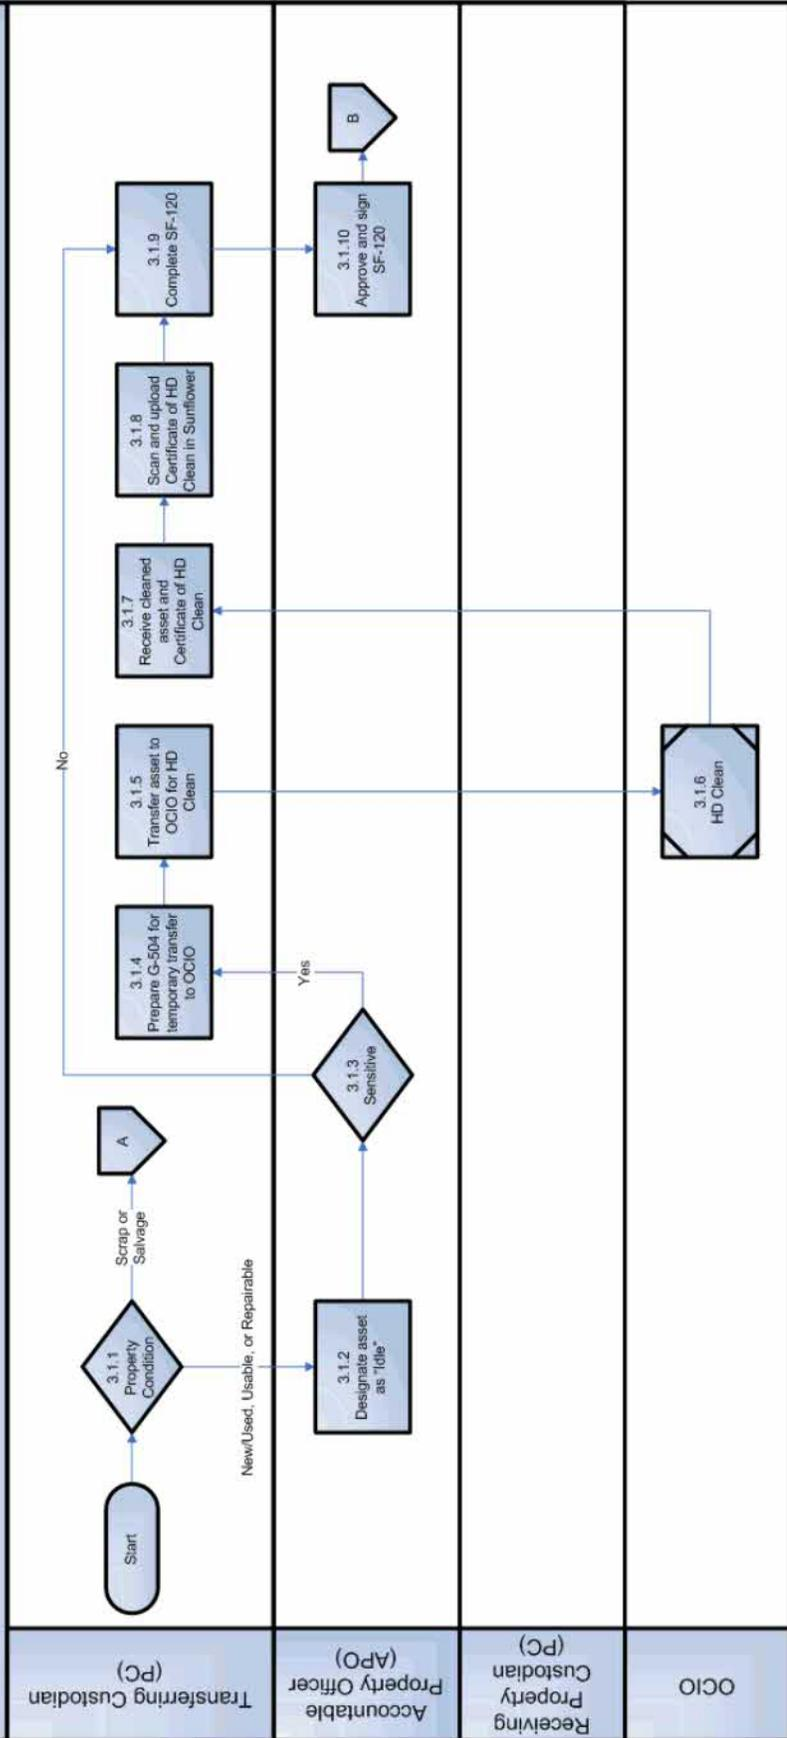 Transferring Custodian
(PC)
Start
3.1.1
Property
Condition
Scrap or
Salvage
A
New/Used, Usable, or Repairable
No
3.1.4
Prepare G-504 for
temporary transfer
to OCIO
3.1.5
Transfer asset to
OCIO for HD
Clean
3.1.7
Receive cleaned
asset and
Certificate of HD
Clean
3.1.8
Scan and upload
Certificate of HD
Clean in Sunflower
3.1.9
Complete SF-120
Accountable
Property Officer
(APO)
3.1.2
Designate asset
as "Idle"
3.1.3
Sensitive
Yes
3.1.10
Approve and sign
SF-120
B
Receiving
Property
Custodian
(PC)
OCIO
3.1.6
HD Clean